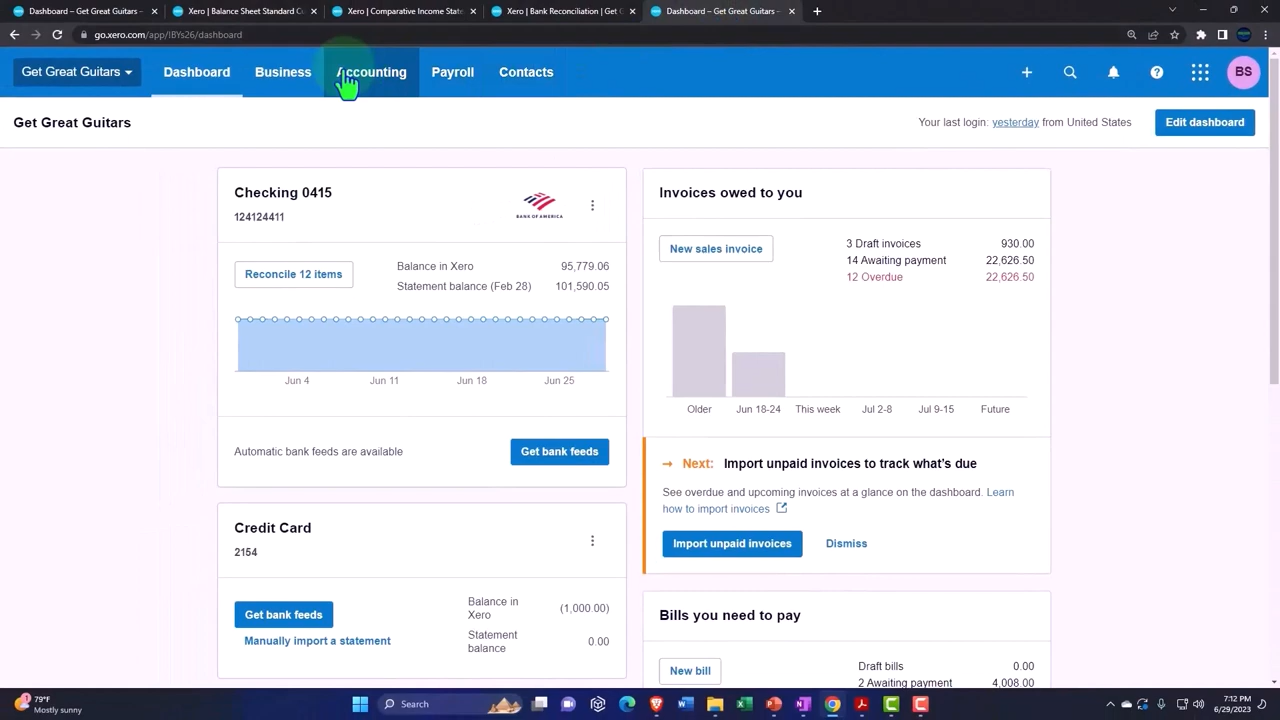 Dashboard – Get Great Guitars –
Xero | Balance Sheet Standard Cu
Xero | Comparative Income State
Xero | Bank Reconciliation | Get G
Dashboard – Get Great Guitars –
go.xero.com/app/!BYs26/dashboard
Get Great Guitars
Dashboard
Business
Accounting
Payroll
Contacts
BS
Get Great Guitars
Your last login: yesterday from United States
Edit dashboard
Checking 0415
124124411
BANK OF AMERICA
Reconcile 12 items
Balance in Xero 95,779.06
Statement balance (Feb 28) 101,590.05
Jun 4 Jun 11 Jun 18 Jun 25
Automatic bank feeds are available
Get bank feeds
Credit Card
2154
Get bank feeds
Manually import a statement
Balance in
Xero (1,000.00)
Statement
balance 0.00
Invoices owed to you
New sales invoice
3 Draft invoices 930.00
14 Awaiting payment 22,626.50
12 Overdue 22,626.50
Older Jun 18-24 This week Jul 2-8 Jul 9-15 Future
→ Next: Import unpaid invoices to track what's due
See overdue and upcoming invoices at a glance on the dashboard. Learn
how to import invoices
Import unpaid invoices
Dismiss
Bills you need to pay
New bill
Draft bills 0.00
2 Awaiting payment 4,008.00
79°F
Mostly sunny
Search
7:12 PM
6/29/2023